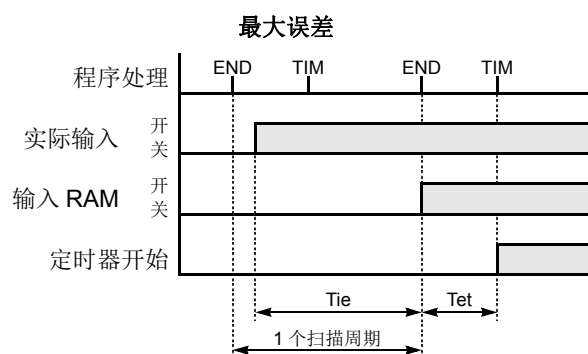 最大误差
程序处理 END TIM END TIM
实际输入 开 关
输入 RAM 开 关
定时器开始
Tie Tet
1 个扫描周期